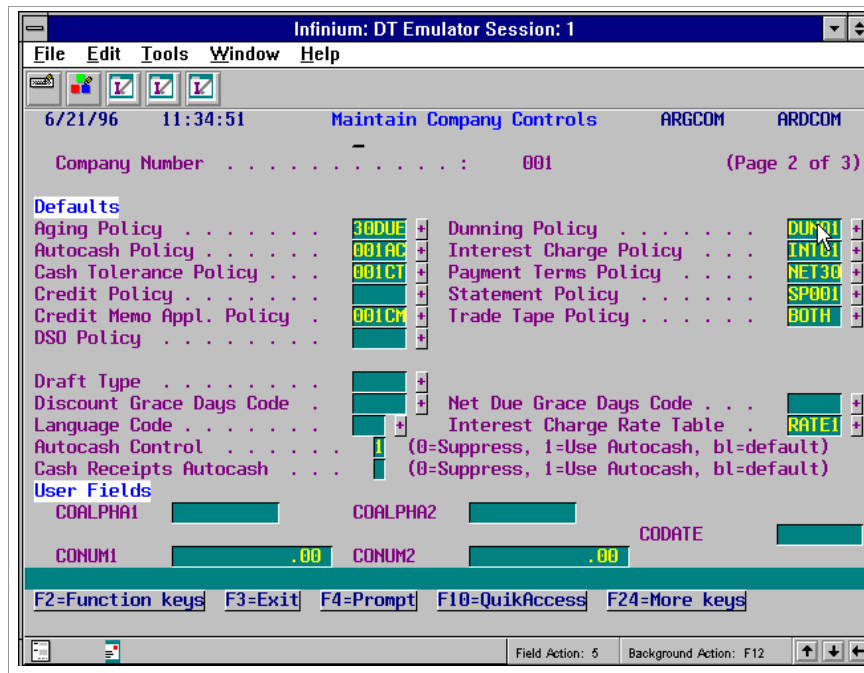 Infinium: DT Emulator Session: 1
File Edit Tools Window Help
6/21/96 11:34:51 Maintain Company Controls ARGCOM ARDCOM
Company Number . . . . . . . . . . . : 001 (Page 2 of 3)
Defaults
Aging Policy . . . . . . . 30DUE + Dunning Policy . . . . . . . DUN01 +
Autocash Policy . . . . . . 001AC + Interest Charge Policy . . . INTC1 +
Cash Tolerance Policy . . . 001CT + Payment Terms Policy . . . . NET30 +
Credit Policy . . . . . . . + Statement Policy . . . . . . SP001 +
Credit Memo Appl. Policy . 001CM + Trade Tape Policy . . . . . . BOTH +
DSO Policy . . . . . . . . +
Draft Type . . . . . . . . +
Discount Grace Days Code . + Net Due Grace Days Code . . . +
Language Code . . . . . . . + Interest Charge Rate Table . RATE1 +
Autocash Control . . . . . . 1 (0=Suppress, 1=Use Autocash, bl=default)
Cash Receipts Autocash . . . (0=Suppress, 1=Use Autocash, bl=default)
User Fields
COALPHA1 COALPHA2
CODATE
CONUM1 .00 CONUM2 .00
F2=Function keys F3=Exit F4=Prompt F10=QuikAccess F24=More keys
Field Action: 5 Background Action: F12